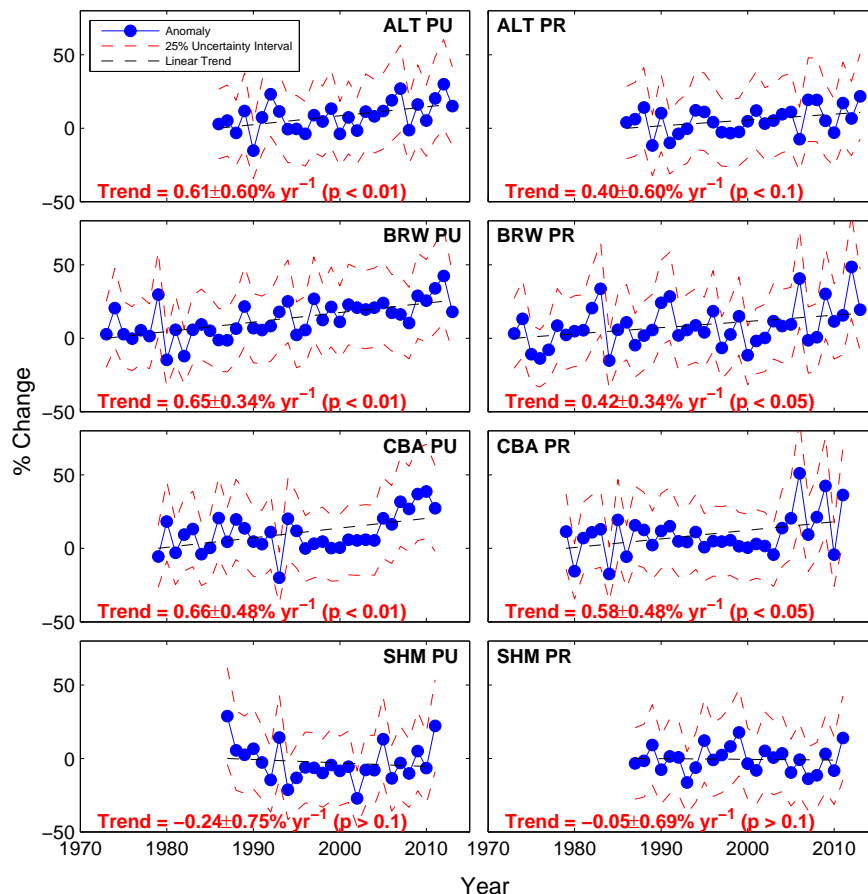 ALT PU
ALT PR
Anomaly
25% Uncertainty Interval
Linear Trend
50
0
−50
Trend = 0.61±0.60% yr−1 (p < 0.01)
Trend = 0.40±0.60% yr−1 (p < 0.1)
BRW PU
BRW PR
50
0
−50
Trend = 0.65±0.34% yr−1 (p < 0.01)
Trend = 0.42±0.34% yr−1 (p < 0.05)
% Change
CBA PU
CBA PR
50
0
−50
Trend = 0.66±0.48% yr−1 (p < 0.01)
Trend = 0.58±0.48% yr−1 (p < 0.05)
SHM PU
SHM PR
50
0
−50
Trend = −0.24±0.75% yr−1 (p > 0.1)
Trend = −0.05±0.69% yr−1 (p > 0.1)
1970 1980 1990 2000 2010 1970 1980 1990 2000 2010
Year